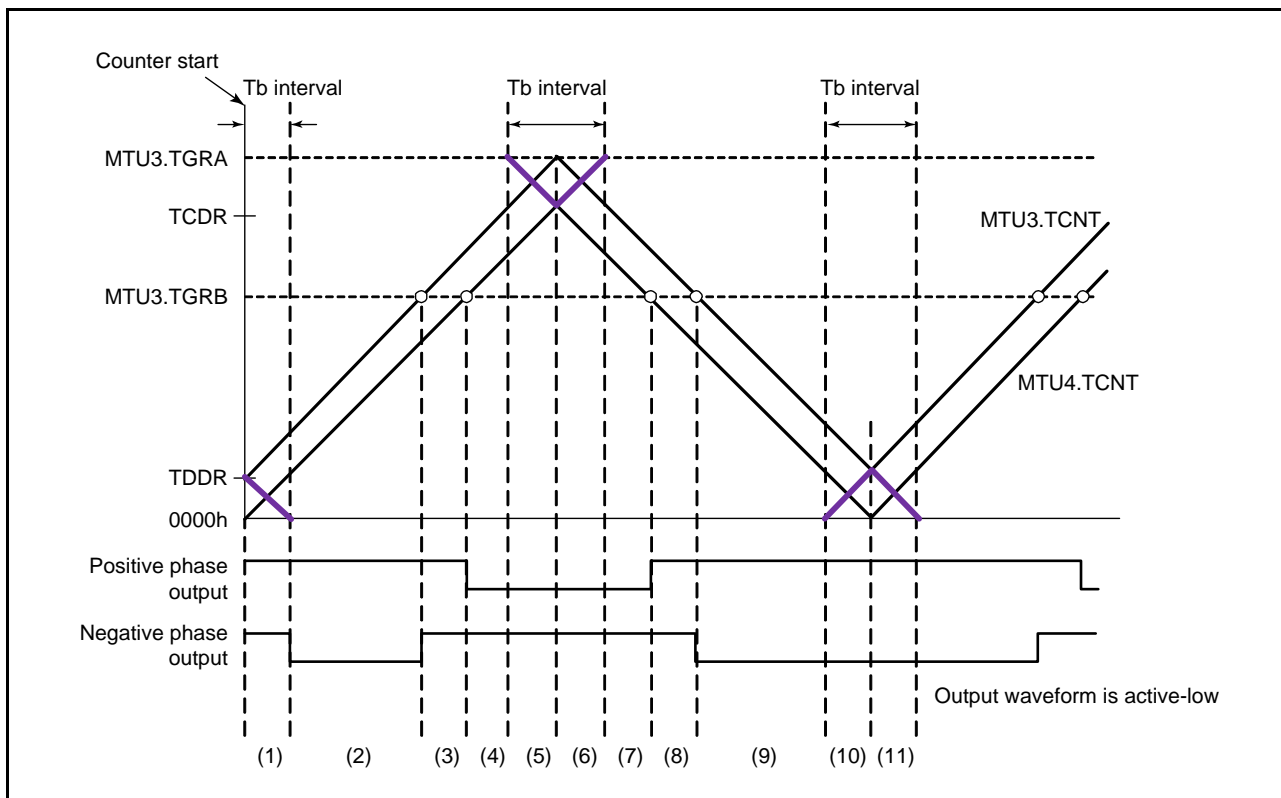 Counter start
Tb interval
Tb interval
Tb interval
MTU3.TGRA
TCDR
MTU3.TCNT
MTU3.TGRB
MTU4.TCNT
TDDR
0000h
Positive phase
output
Negative phase
output
Output waveform is active-low
(1) (2) (3) (4) (5) (6) (7) (8) (9) (10) (11)